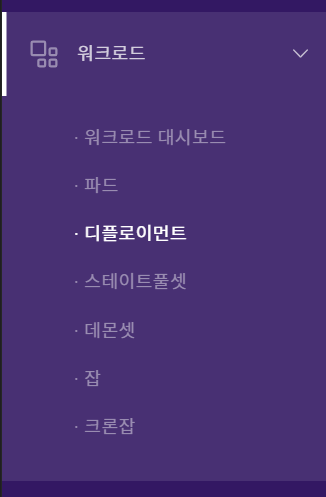 워크로드
· 워크로드 대시보드
· 파드
· 디플로이먼트
· 스테이트풀셋
· 데몬셋
· 잡
· 크론잡